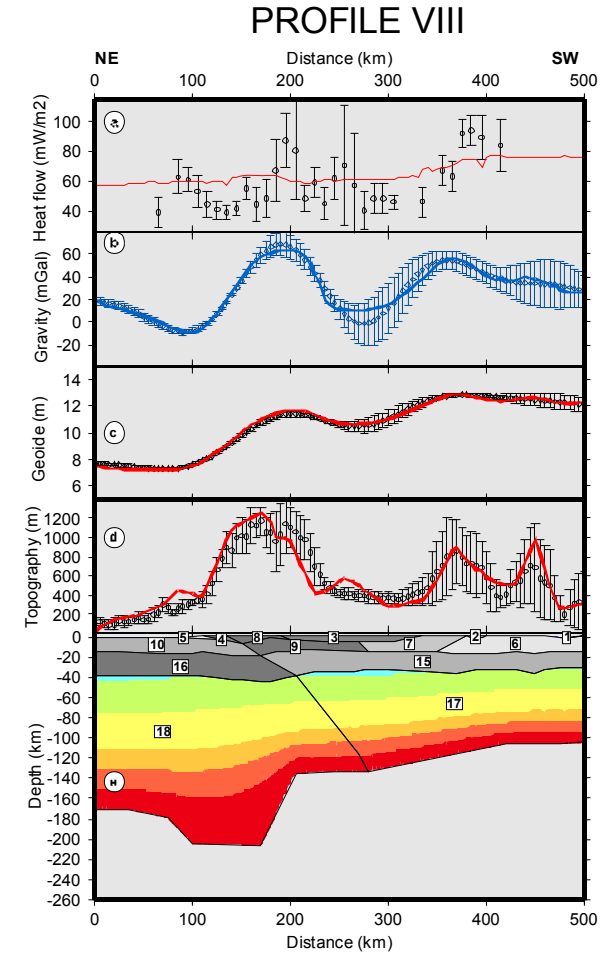 PROFILE VIII
NE Distance (km) SW
0 100 200 300 400 500
Heat flow (mW/m2)
100
80
60
40
b
Gravity (mGal)
60
40
20
0
-20
Geoide (m)
14
12
10
8
6
c
Topography (m)
1200
1000
800
600
400
200
d
Depth (km)
0
-20
-40
-60
-80
-100
-120
-140
-160
-180
-200
-220
-240
-260
5 4 8 3 2 1
10 9 7 6
16 15
17
18
0 100 200 300 400 500
Distance (km)